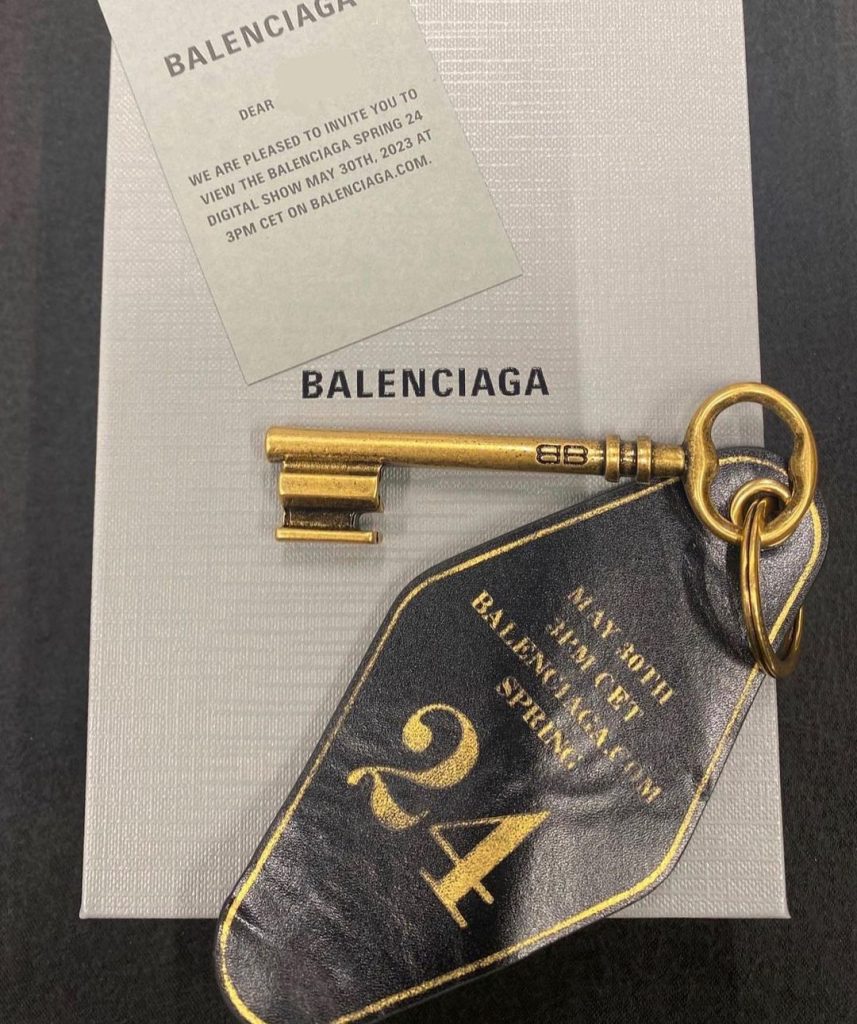 BALENCIAGA
DEAR
WE ARE PLEASED TO INVITE YOU TO
VIEW THE BALENCIAGA SPRING 24
DIGITAL SHOW MAY 30TH, 2023 AT
3PM CET ON BALENCIAGA.COM.
BALENCIAGA
BB
MAY 30TH
3PM CET
BALENCIAGA.COM
SPRING
24